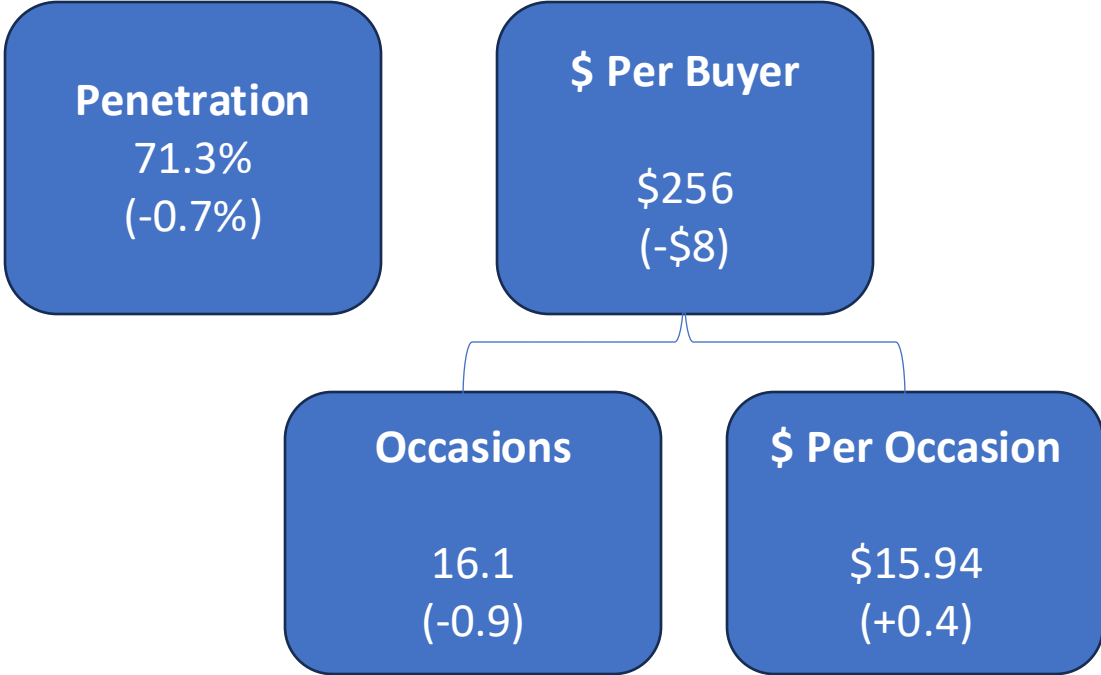 Penetration
71.3%
(-0.7%)
$ Per Buyer
$256
(-$8)
Occasions
16.1
(-0.9)
$ Per Occasion
$15.94
(+0.4)